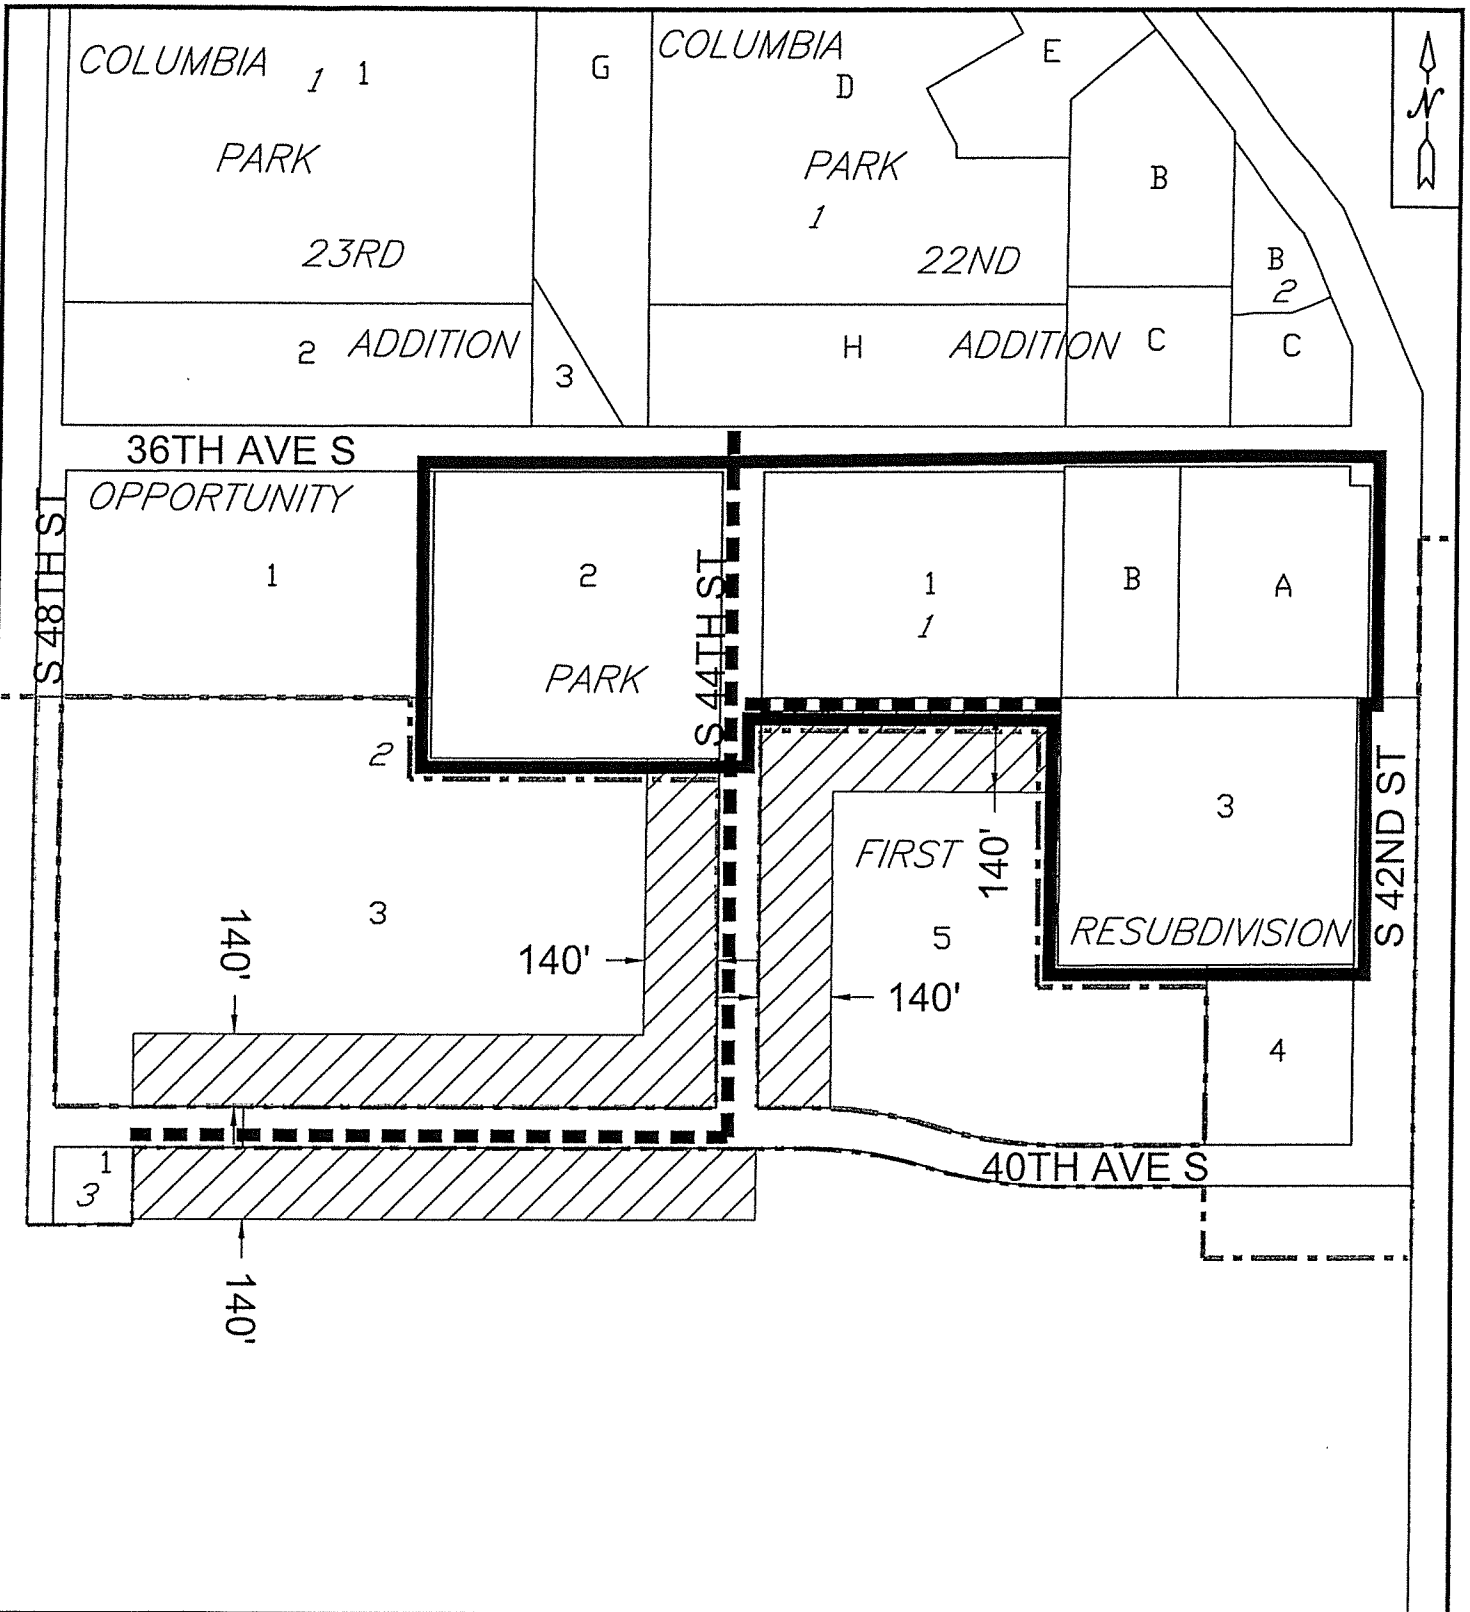 COLUMBIA
1
1
PARK
23RD
2
ADDITION
G
3
COLUMBIA
D
PARK
1
22ND
H
ADDITION
E
B
C
B
2
C
N
36TH AVE S
OPPORTUNITY
S 48TH ST
1
2
PARK
S 44TH ST
1
1
B
A
2
3
140'
140'
FIRST
140'
5
140'
3
RESUBDIVISION
S 42ND ST
4
40TH AVE S
1
3
140'